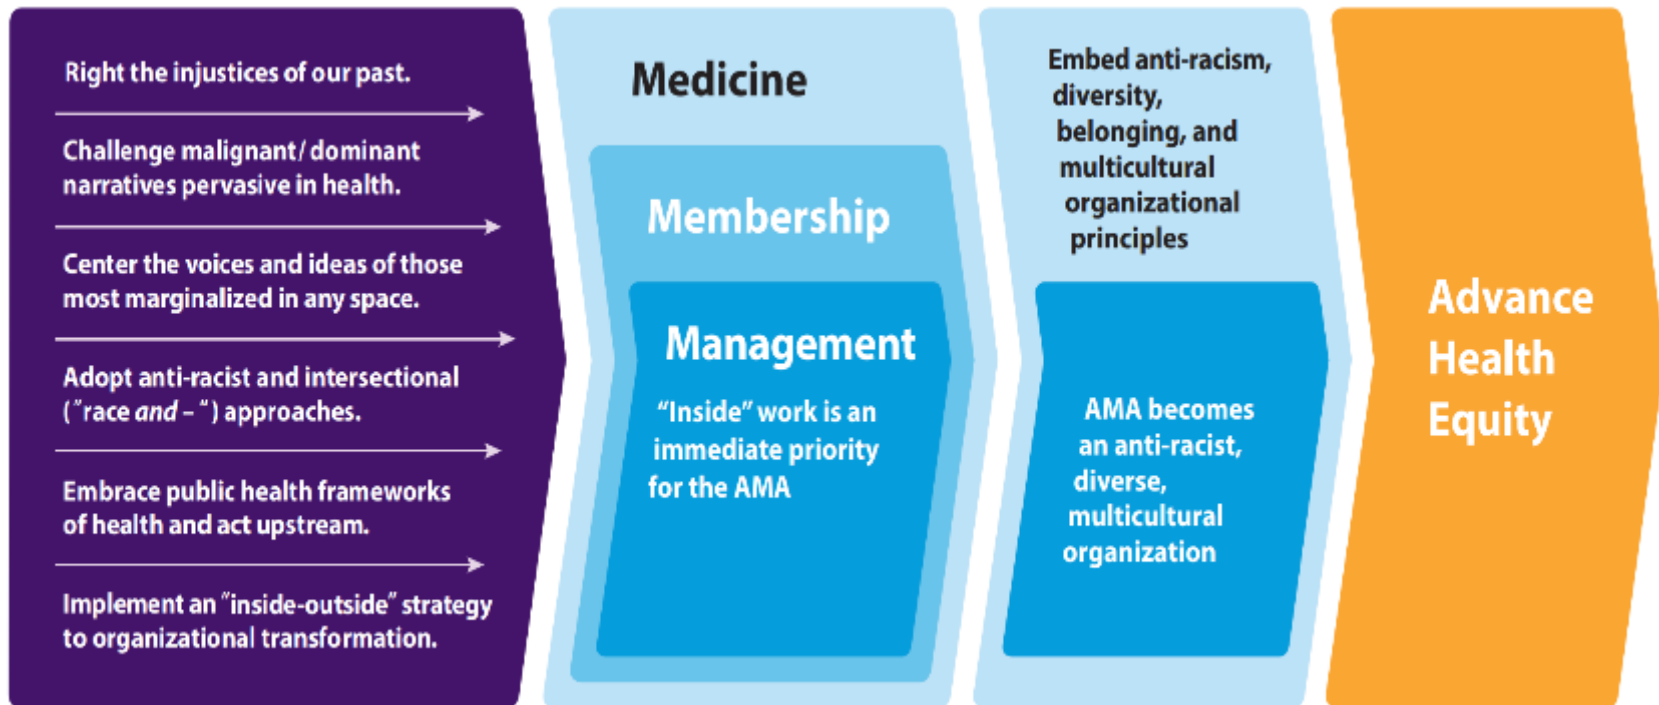 Right the injustices of our past.
Challenge malignant/ dominant
narratives pervasive in health.
Center the voices and ideas of those
most marginalized in any space.
Adopt anti-racist and intersectional
("race and – “) approaches.
Embrace public health frameworks
of health and act upstream.
Implement an "inside-outside" strategy
to organizational transformation.
Medicine
Membership
Management
“Inside” work is an
immediate priority
for the AMA
Embed anti-racism,
diversity,
belonging, and
multicultural
organizational
principles
AMA becomes
an anti-racist,
diverse,
multicultural
organization
Advance
Health
Equity